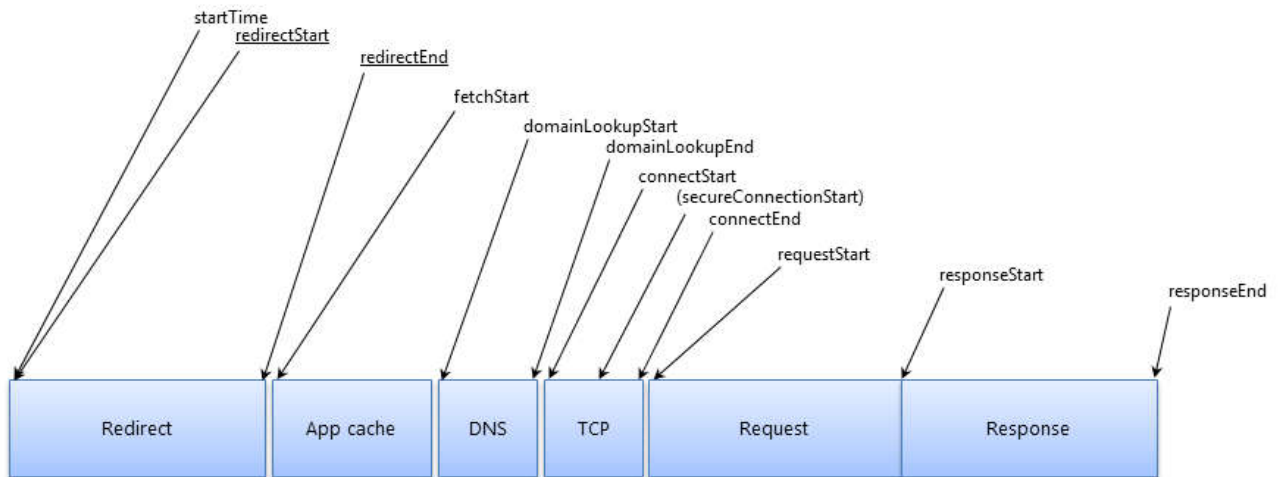 startTime
redirectStart
redirectEnd
fetchStart
domainLookupStart
domainLookupEnd
connectStart
(secureConnectionStart)
connectEnd
requestStart
responseStart
responseEnd
Redirect
App cache
DNS
TCP
Request
Response